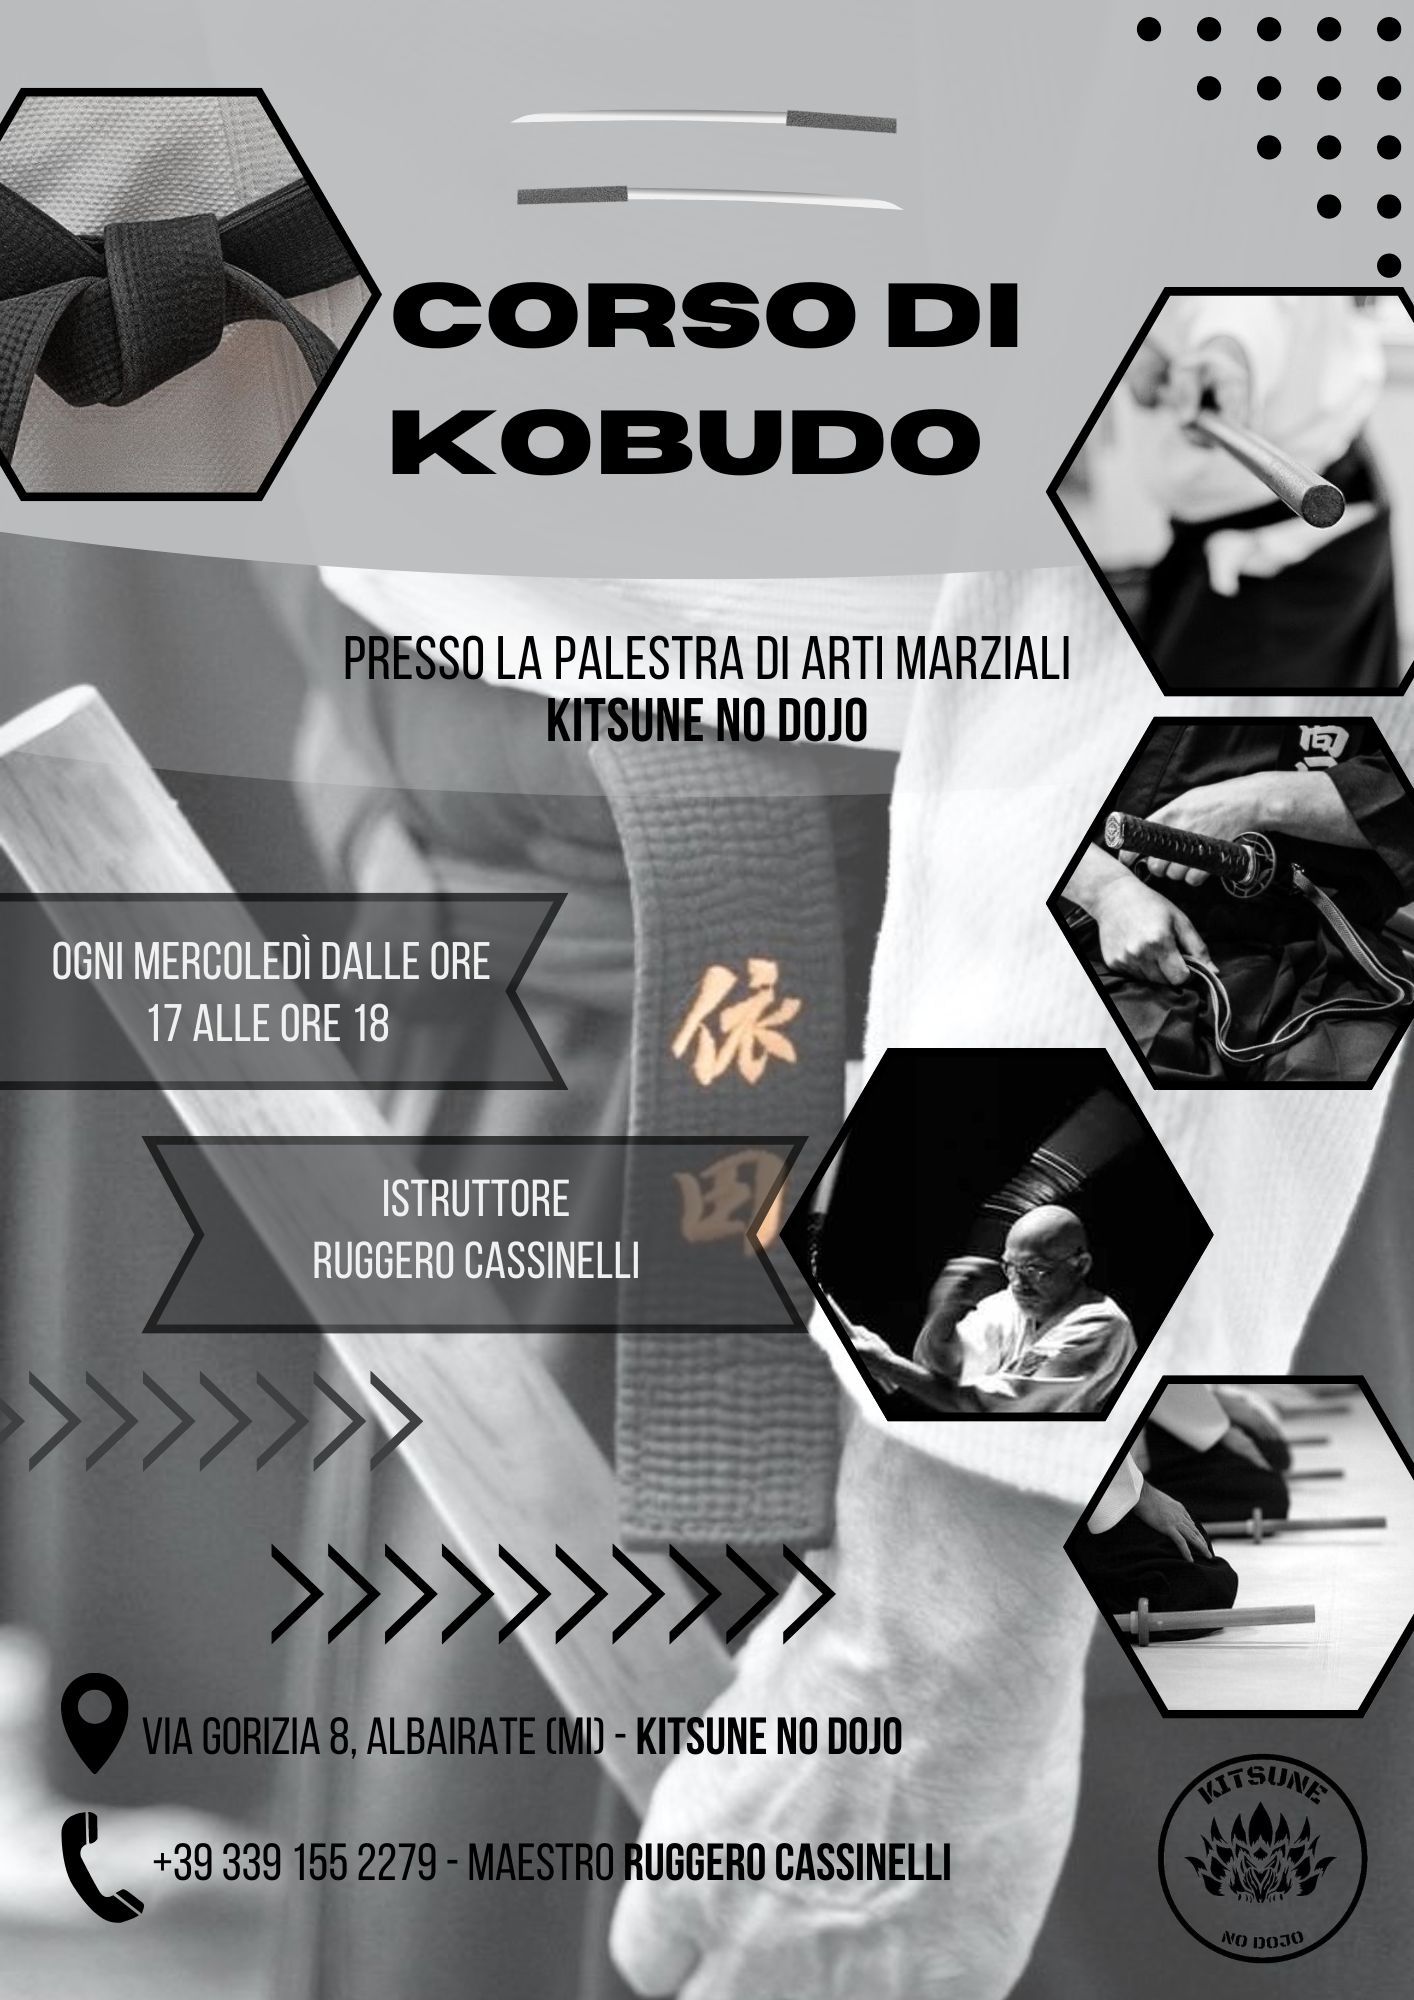 CORSO DI
KOBUDO
PRESSO LA PALESTRA DI ARTI MARZIALI
KITSUNE NO DOJO
OGNI MERCOLEDÌ DALLE ORE
17 ALLE ORE 18
依
田
ISTRUTTORE
RUGGERO CASSINELLI
VIA GORIZIA 8, ALBAIRATE (MI) - KITSUNE NO DOJO
+39 339 155 2279 - MAESTRO RUGGERO CASSINELLI
KITSUNE
NO DOJO